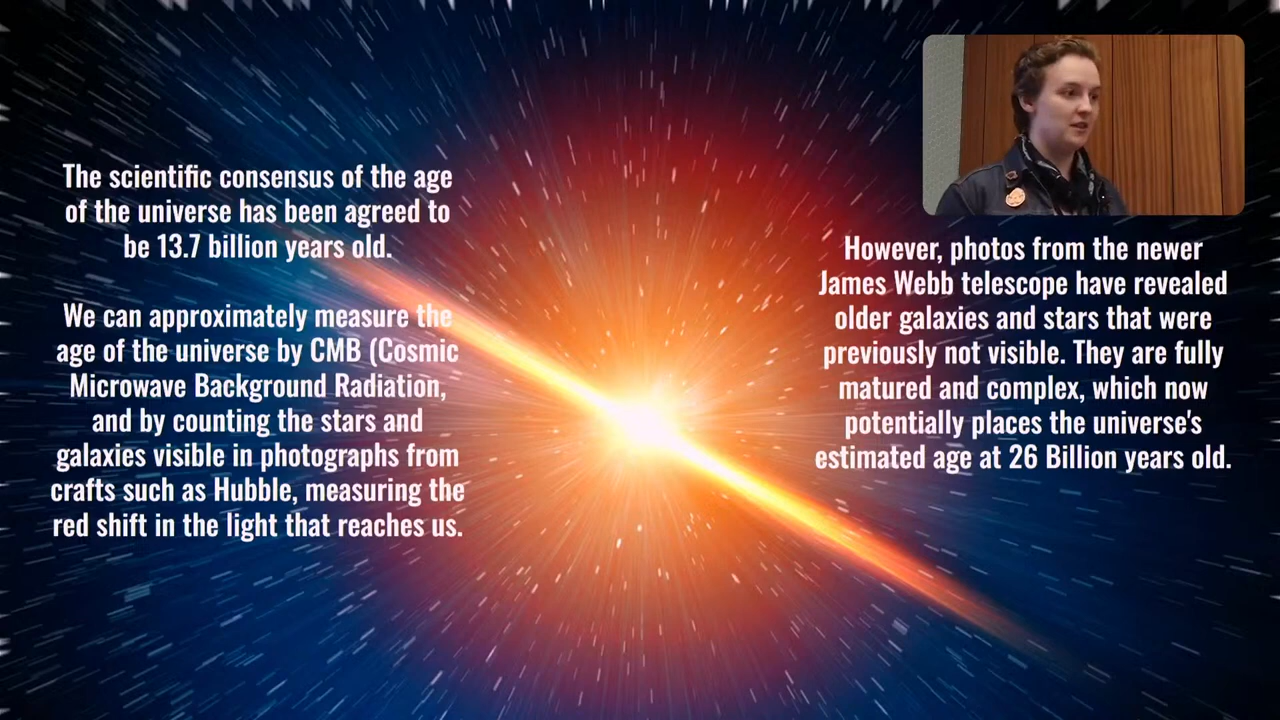 The scientific consensus of the age
of the universe has been agreed to
be 13.7 billion years old.
We can approximately measure the
age of the universe by CMB (Cosmic
Microwave Background Radiation,
and by counting the stars and
galaxies visible in photographs from
crafts such as Hubble, measuring the
red shift in the light that reaches us.
However, photos from the newer
James Webb telescope have revealed
older galaxies and stars that were
previously not visible. They are fully
matured and complex, which now
potentially places the universe's
estimated age at 26 Billion years old.